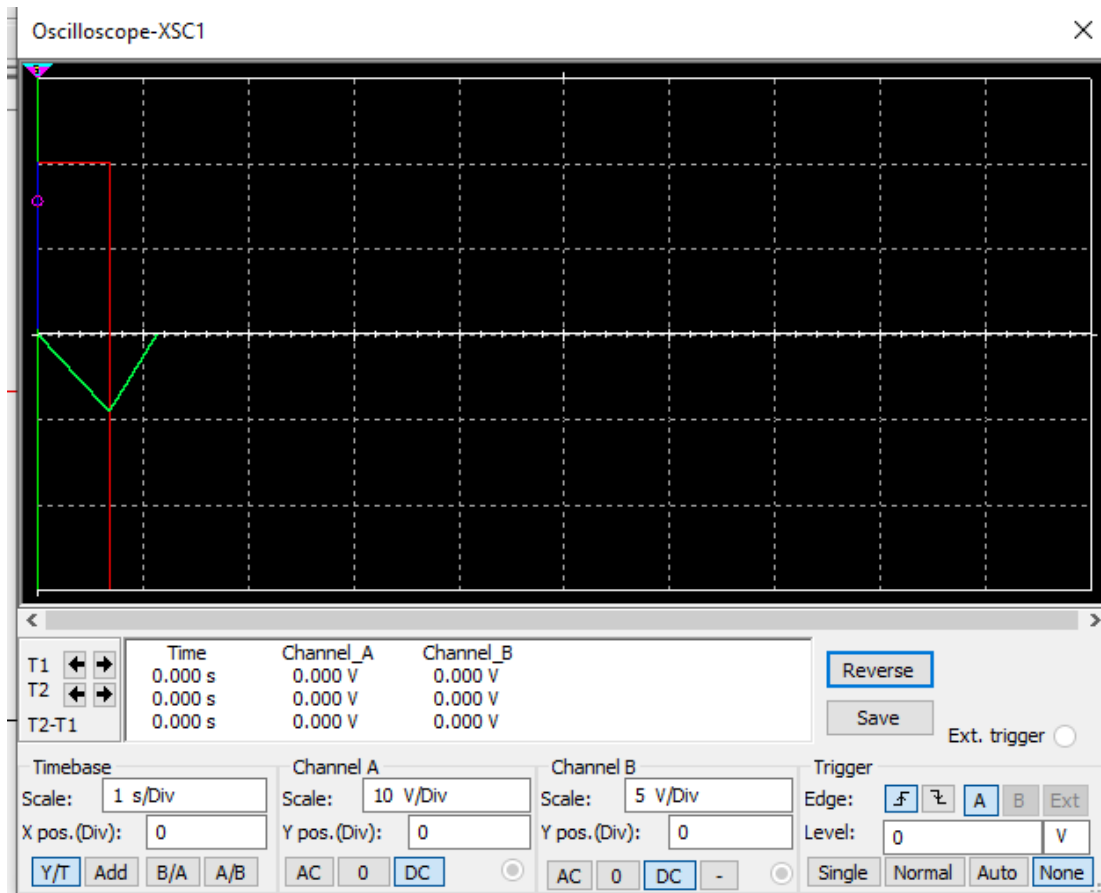 Oscilloscope-XSC1
Time Channel_A Channel_B
T1 0.000 s 0.000 V 0.000 V
T2 0.000 s 0.000 V 0.000 V
T2-T1 0.000 s 0.000 V 0.000 V
Reverse
Save
Ext. trigger
Timebase
Scale: 1 s/Div
X pos.(Div): 0
Y/T Add B/A A/B
Channel A
Scale: 10 V/Div
Y pos.(Div): 0
AC 0 DC
Channel B
Scale: 5 V/Div
Y pos.(Div): 0
AC 0 DC -
Trigger
Edge: A B Ext
Level: 0 V
Single Normal Auto None